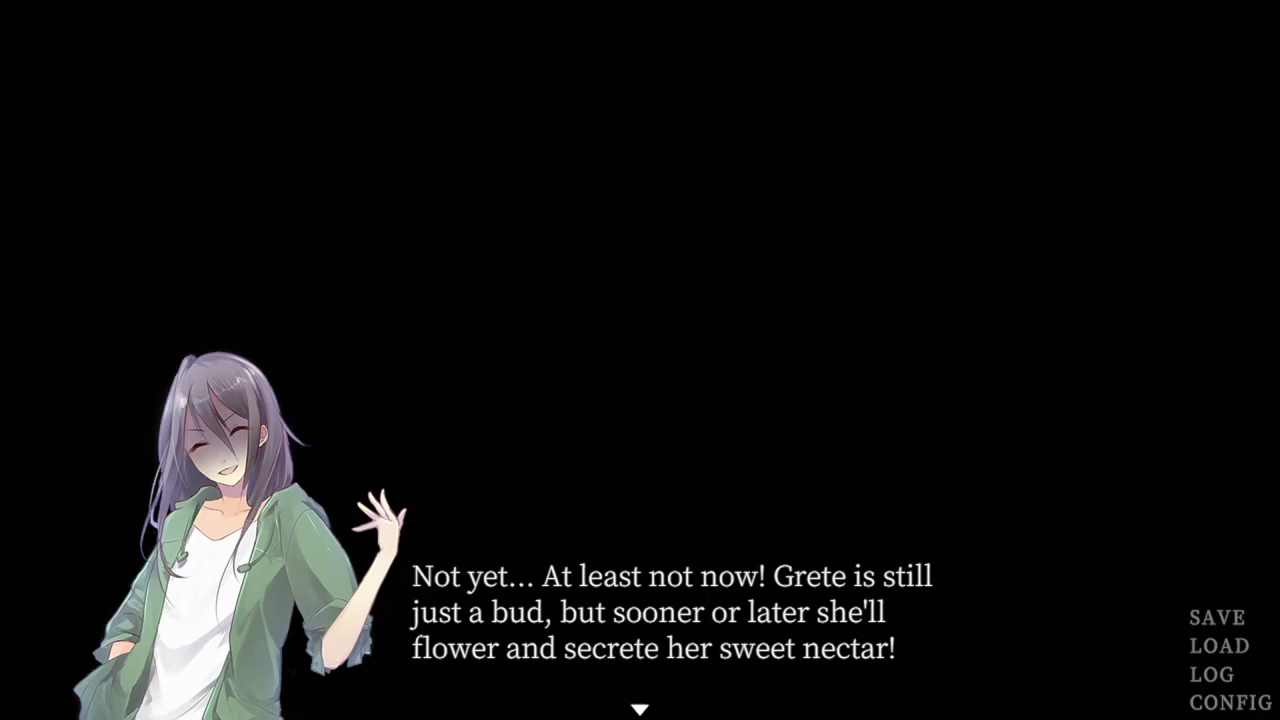 Not yet... At least not now! Grete is still
just a bud, but sooner or later she'll
flower and secrete her sweet nectar!
SAVE
LOAD
LOG
CONFIG